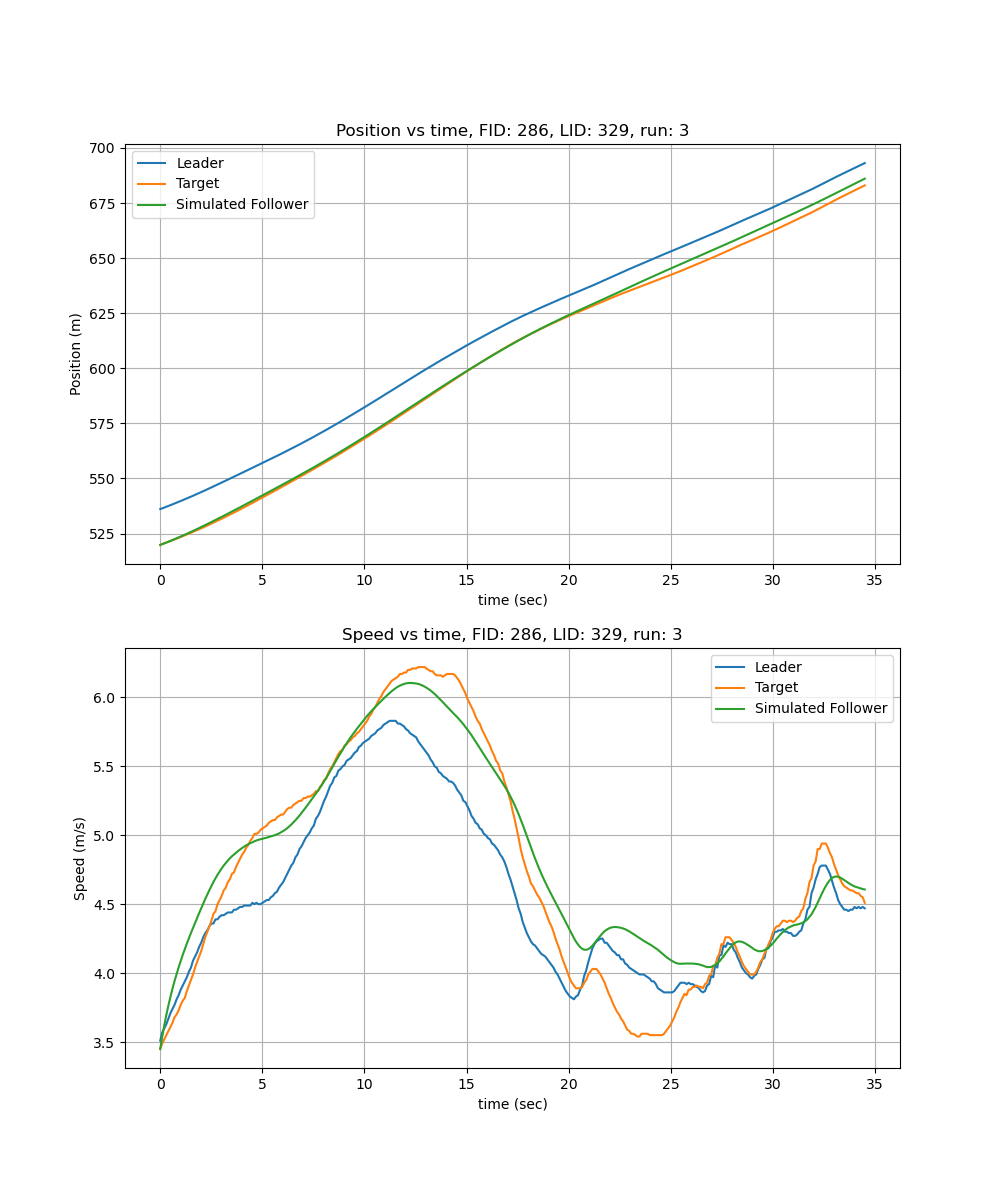 Position vs time, FID: 286, LID: 329, run: 3
Leader
Target
Simulated Follower
700
675
650
625
600
575
550
525
Position (m)
0 5 10 15 20 25 30 35
time (sec)
Speed vs time, FID: 286, LID: 329, run: 3
Leader
Target
Simulated Follower
6.0
5.5
5.0
4.5
4.0
3.5
Speed (m/s)
0 5 10 15 20 25 30 35
time (sec)